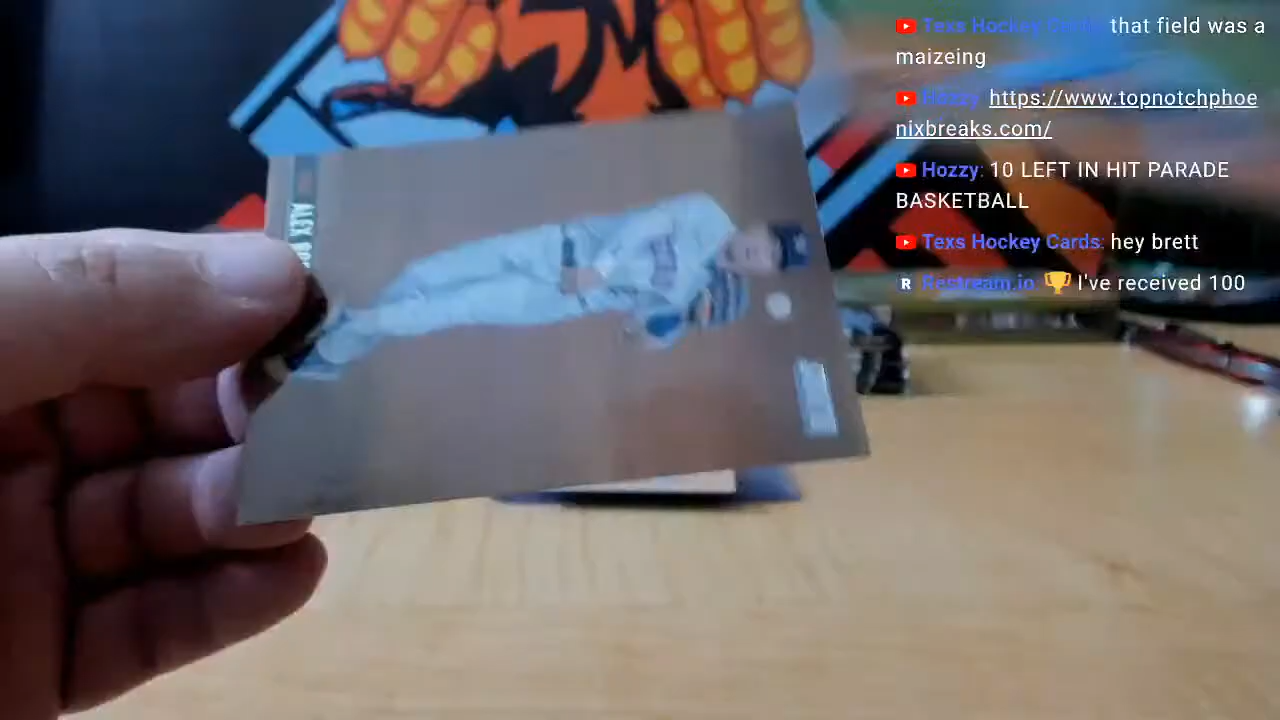 Texs Hockey Cards: that field was a
maizeing
Hozzy: https://www.topnotchphoe
nixbreaks.com/
Hozzy: 10 LEFT IN HIT PARADE
BASKETBALL
Texs Hockey Cards: hey brett
R Restream.io 🏆 I've received 100
ALEX